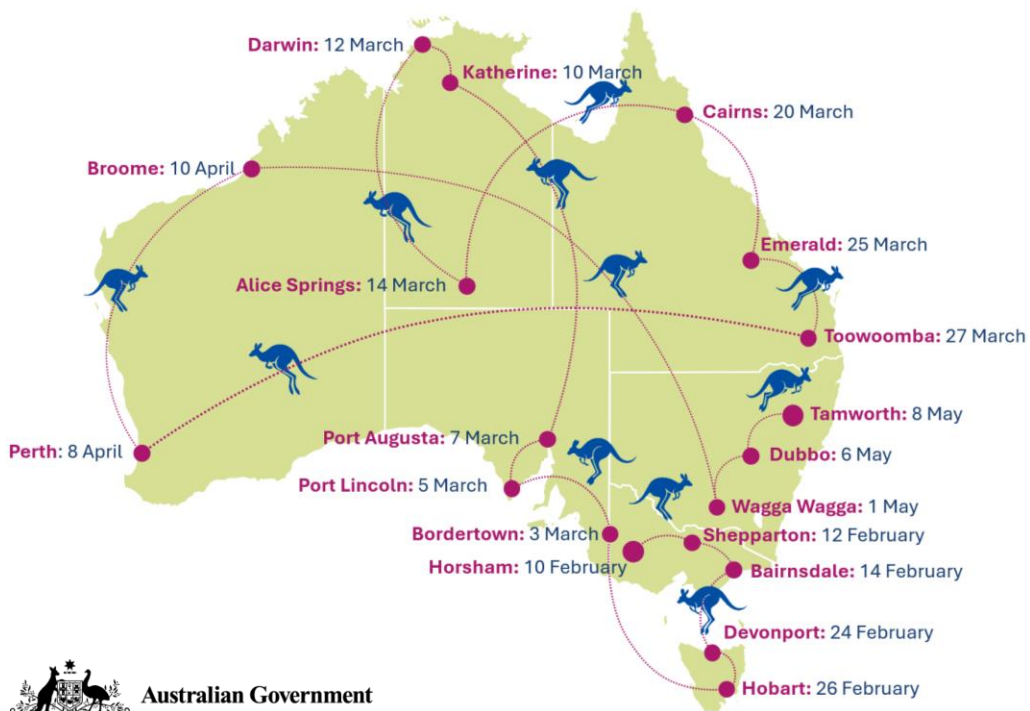 Darwin: 12 March
Katherine: 10 March
Cairns: 20 March
Broome: 10 April
Emerald: 25 March
Alice Springs: 14 March
Toowoomba: 27 March
Tamworth: 8 May
Port Augusta: 7 March
Perth: 8 April
Dubbo: 6 May
Port Lincoln: 5 March
Wagga Wagga: 1 May
Bordertown: 3 March
Shepparton: 12 February
Horsham: 10 February
Bairnsdale: 14 February
Devonport: 24 February
Hobart: 26 February
Australian Government